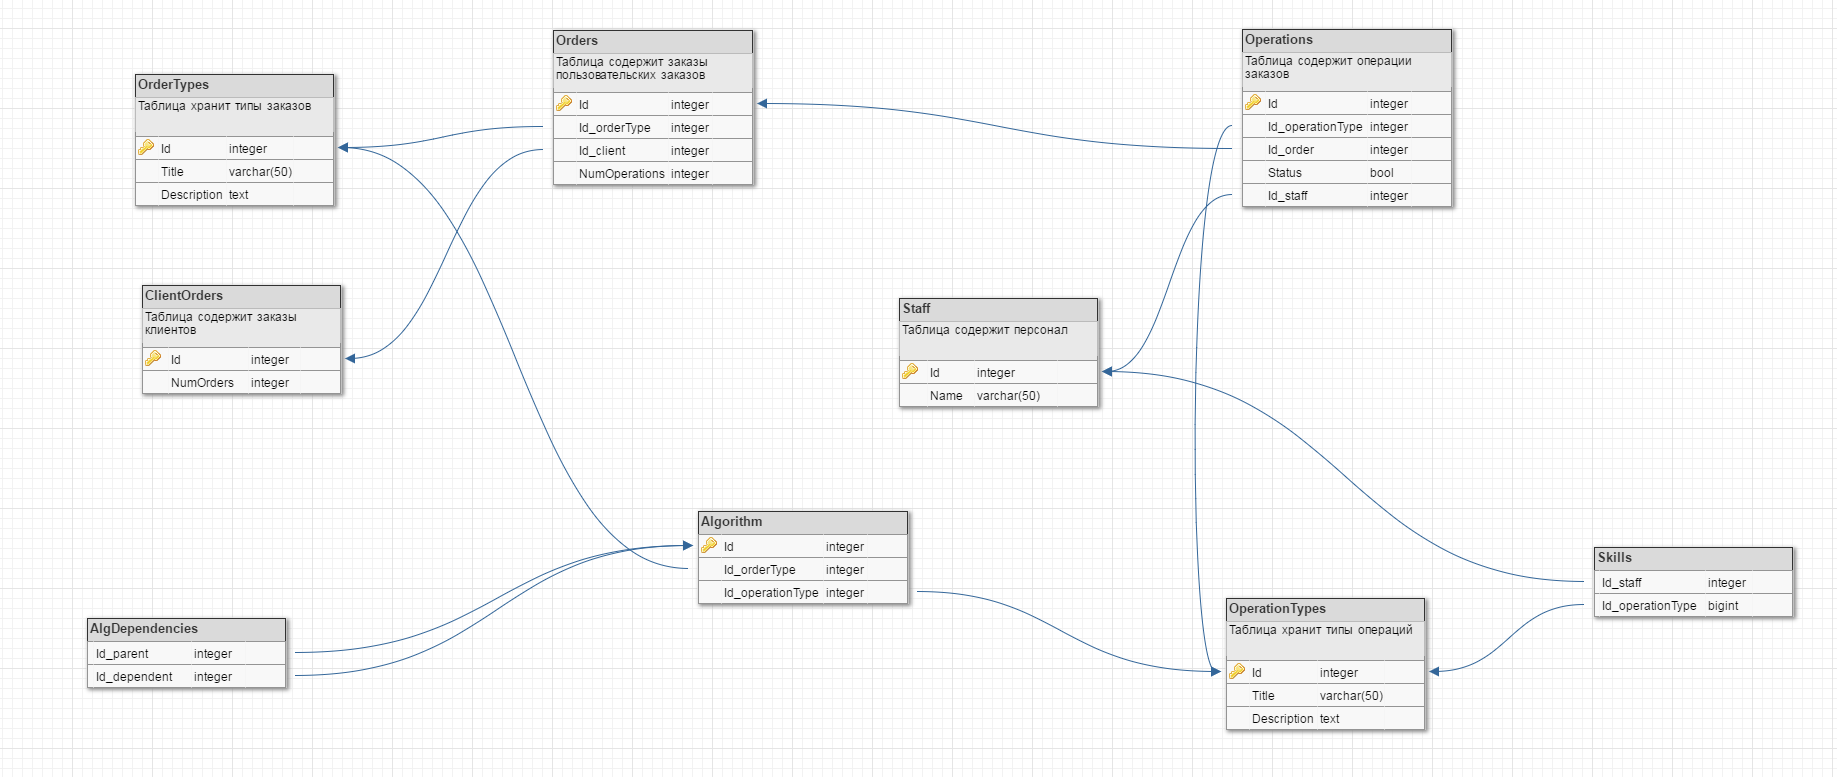 OrderTypes
Таблица хранит типы заказов
Id integer
Title varchar(50)
Description text
Orders
Таблица содержит заказы
пользовательских заказов
Id integer
Id_orderType integer
Id_client integer
NumOperations integer
Operations
Таблица содержит операции
заказов
Id integer
Id_operationType integer
Id_order integer
Status bool
Id_staff integer
ClientOrders
Таблица содержит заказы
клиентов
Id integer
NumOrders integer
Staff
Таблица содержит персонал
Id integer
Name varchar(50)
Algorithm
Id integer
Id_orderType integer
Id_operationType integer
Skills
Id_staff integer
Id_operationType bigint
AlgDependencies
Id_parent integer
Id_dependent integer
OperationTypes
Таблица хранит типы операций
Id integer
Title varchar(50)
Description text